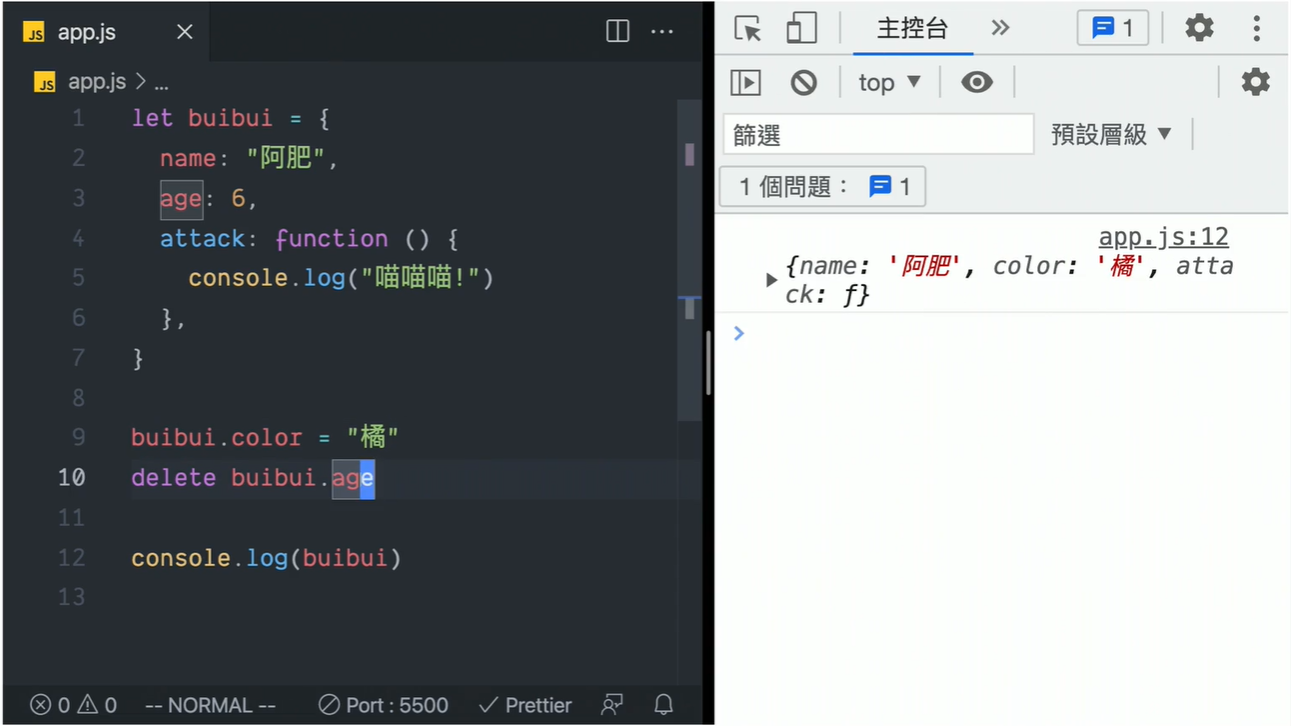 JS app.js
JS app.js > ...
1 let buibui = {
2 name: "阿肥",
3 age: 6,
4 attack: function () {
5 console.log("喵喵喵!")
6 },
7 }
8
9 buibui.color = "橘"
10 delete buibui.age
11
12 console.log(buibui)
13
0 0 -- NORMAL -- Port : 5500 Prettier
主控台 1
top
篩選 預設層級
1 個問題： 1
app.js:12
{name: '阿肥', color: '橘', atta
ck: ƒ}